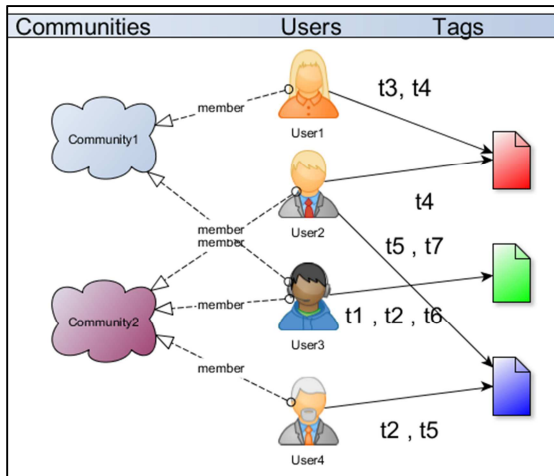 Communities Users Tags
t3, t4
member
Community1
User1
t4
User2
member
member
t5 , t7
Community2
member
t1 , t2 , t6
User3
member
t2 , t5
User4